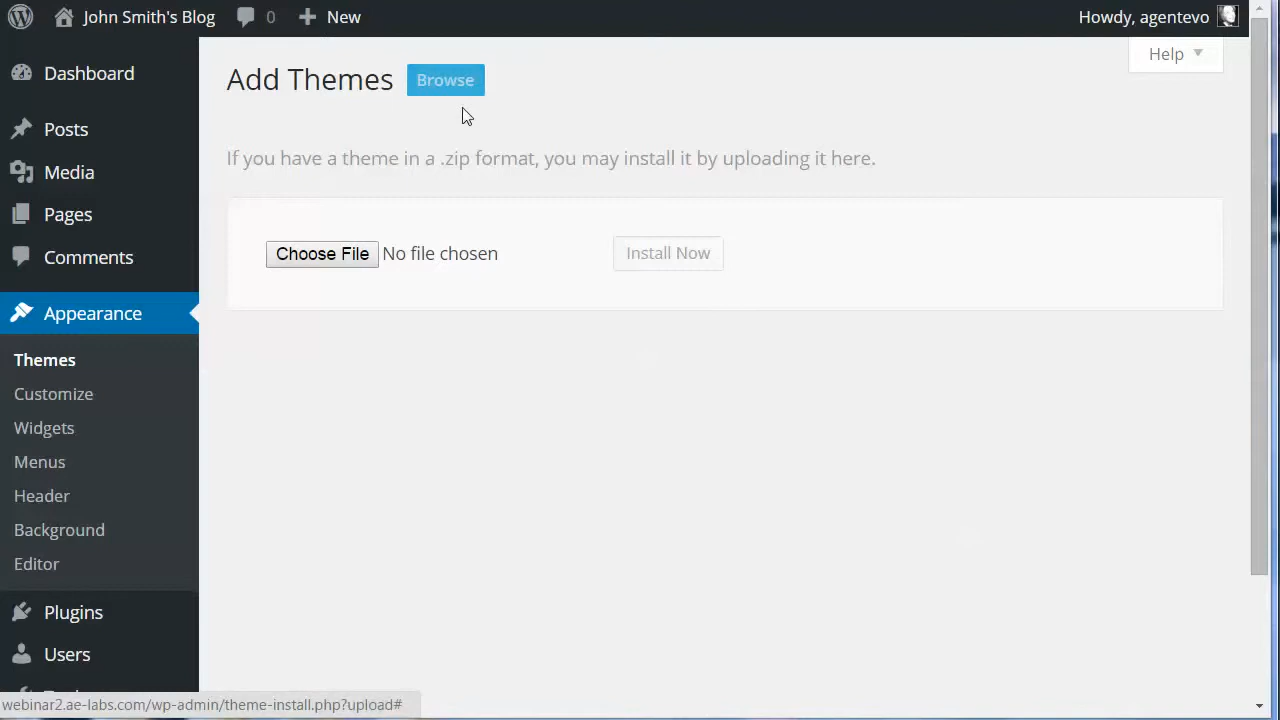 John Smith's Blog 0 New Howdy, agentevo
Help
Dashboard
Add Themes Browse
Posts
If you have a theme in a .zip format, you may install it by uploading it here.
Media
Pages
Comments
Choose File No file chosen Install Now
Appearance
Themes
Customize
Widgets
Menus
Header
Background
Editor
Plugins
Users
webinar2.ae-labs.com/wp-admin/theme-install.php?upload#